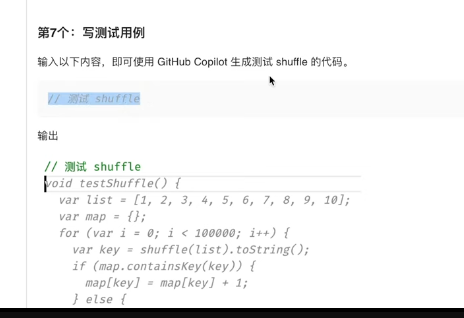 第7个：写测试用例
输入以下内容，即可使用 GitHub Copilot 生成测试 shuffle 的代码。
// 测试 shuffle
输出
// 测试 shuffle
void testShuffle() {
  var list = [1, 2, 3, 4, 5, 6, 7, 8, 9, 10];
  var map = {};
  for (var i = 0; i < 100000; i++) {
    var key = shuffle(list).toString();
    if (map.containsKey(key)) {
      map[key] = map[key] + 1;
    } else {